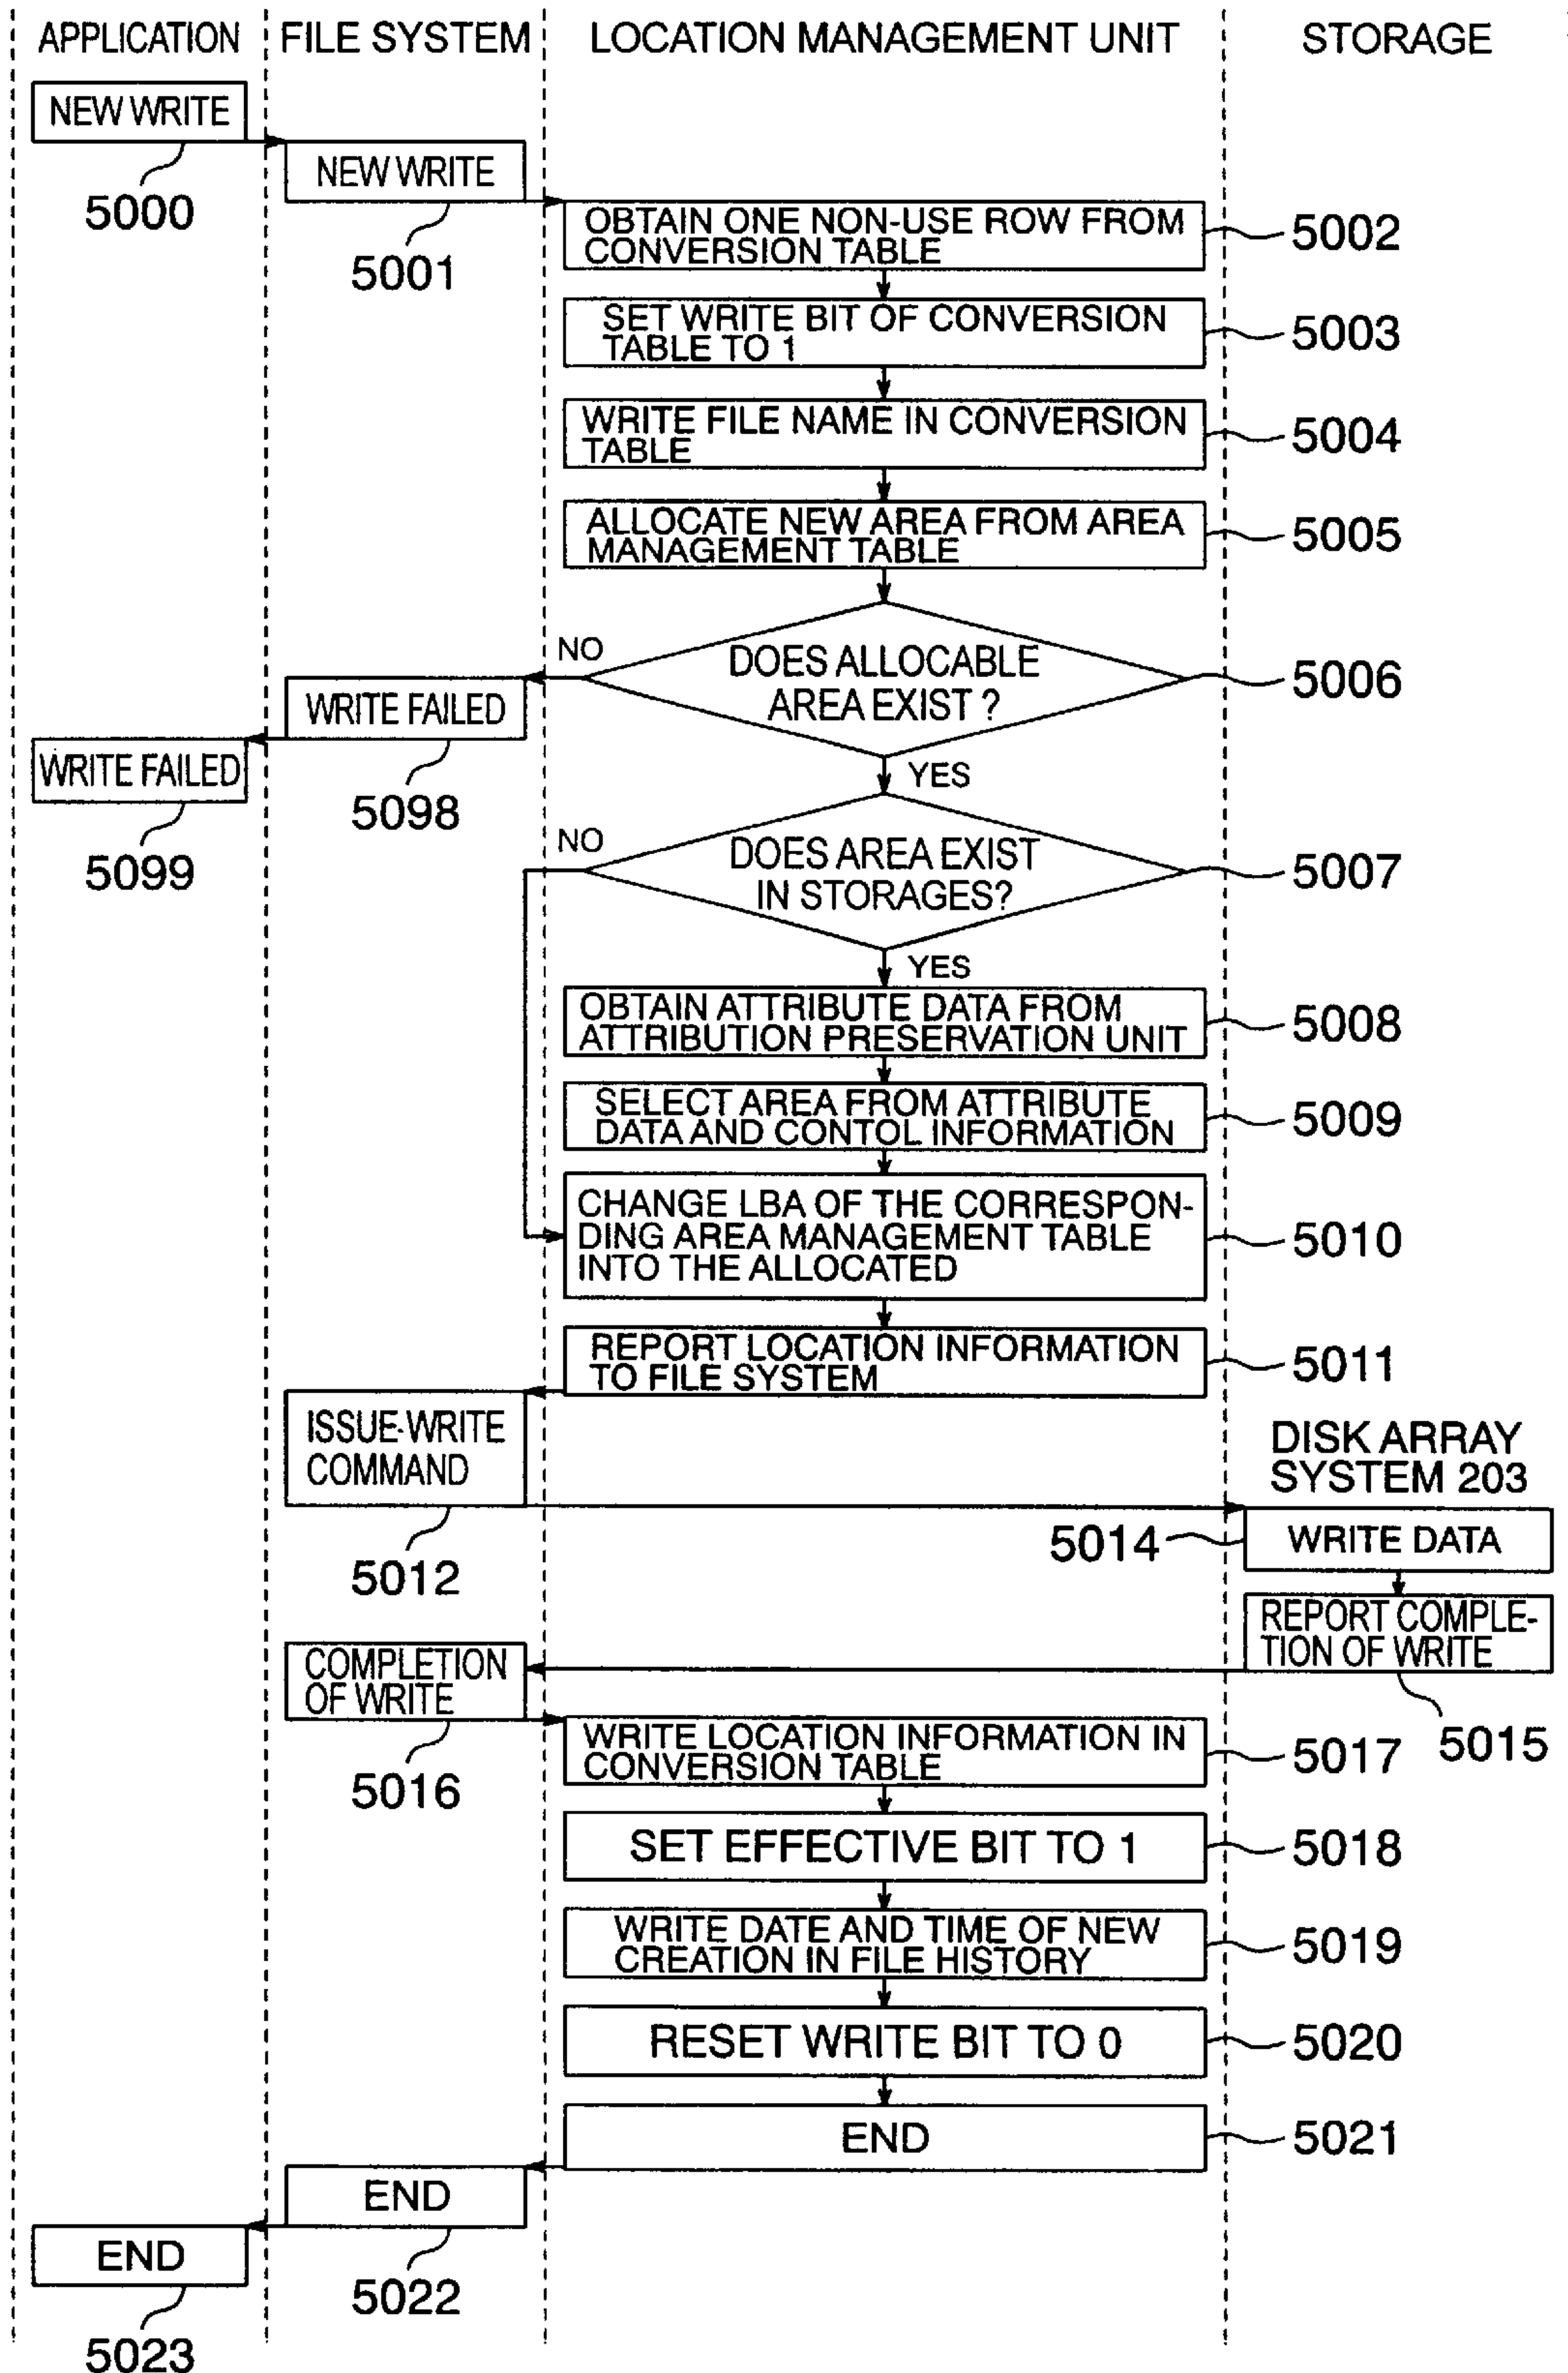 APPLICATION
FILE SYSTEM
LOCATION MANAGEMENT UNIT
STORAGE
NEW WRITE
5000
NEW WRITE
5001
OBTAIN ONE NON-USE ROW FROM
CONVERSION TABLE
5002
SET WRITE BIT OF CONVERSION
TABLE TO 1
5003
WRITE FILE NAME IN CONVERSION
TABLE
5004
ALLOCATE NEW AREA FROM AREA
MANAGEMENT TABLE
5005
NO
DOES ALLOCABLE
AREA EXIST ?
5006
WRITE FAILED
5098
WRITE FAILED
5099
YES
NO
DOES AREA EXIST
IN STORAGES?
5007
YES
OBTAIN ATTRIBUTE DATA FROM
ATTRIBUTION PRESERVATION UNIT
5008
SELECT AREA FROM ATTRIBUTE
DATA AND CONTOL INFORMATION
5009
CHANGE LBA OF THE CORRESPON-
DING AREA MANAGEMENT TABLE
INTO THE ALLOCATED
5010
REPORT LOCATION INFORMATION
TO FILE SYSTEM
5011
ISSUE-WRITE
COMMAND
5012
DISK ARRAY
SYSTEM 203
5014
WRITE DATA
REPORT COMPLE-
TION OF WRITE
5015
COMPLETION
OF WRITE
5016
WRITE LOCATION INFORMATION IN
CONVERSION TABLE
5017
SET EFFECTIVE BIT TO 1
5018
WRITE DATE AND TIME OF NEW
CREATION IN FILE HISTORY
5019
RESET WRITE BIT TO 0
5020
END
5021
END
5022
END
5023